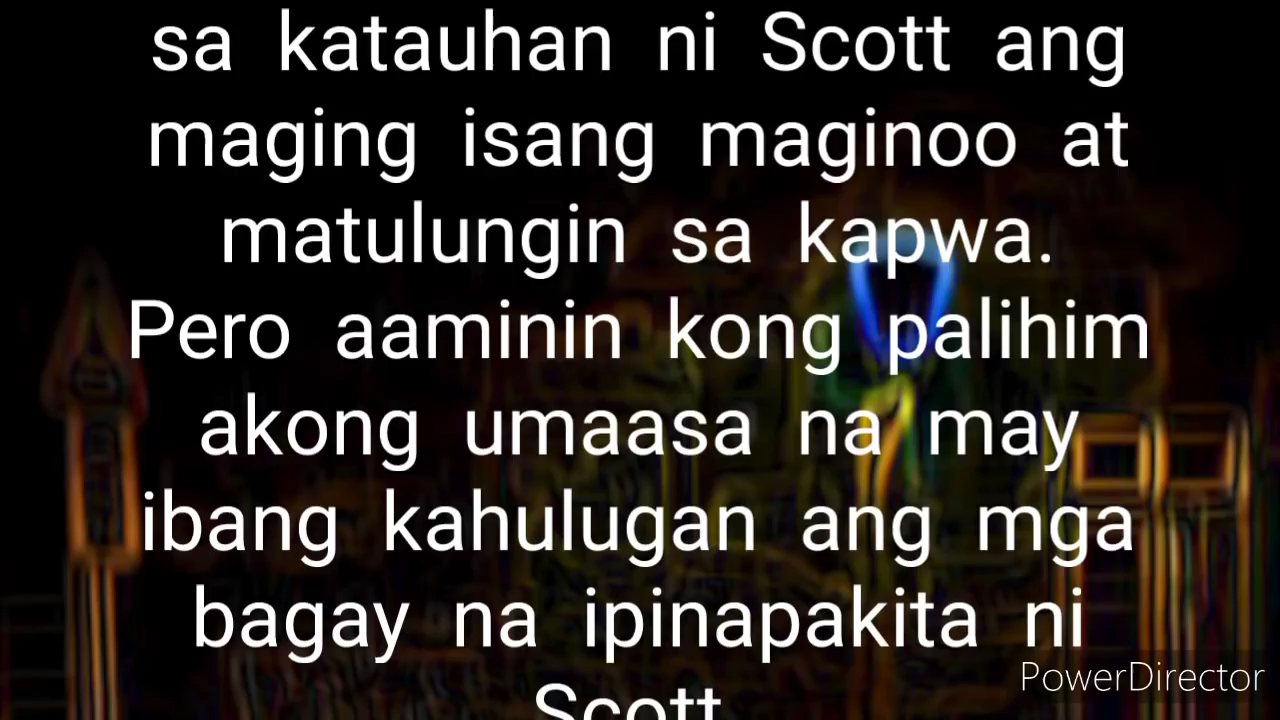 sa katauhan ni Scott ang
maging isang maginoo at
matulungin sa kapwa.
Pero aaminin kong palihim
akong umaasa na may
ibang kahulugan ang mga
bagay na ipinapakita ni
Scott
PowerDirector